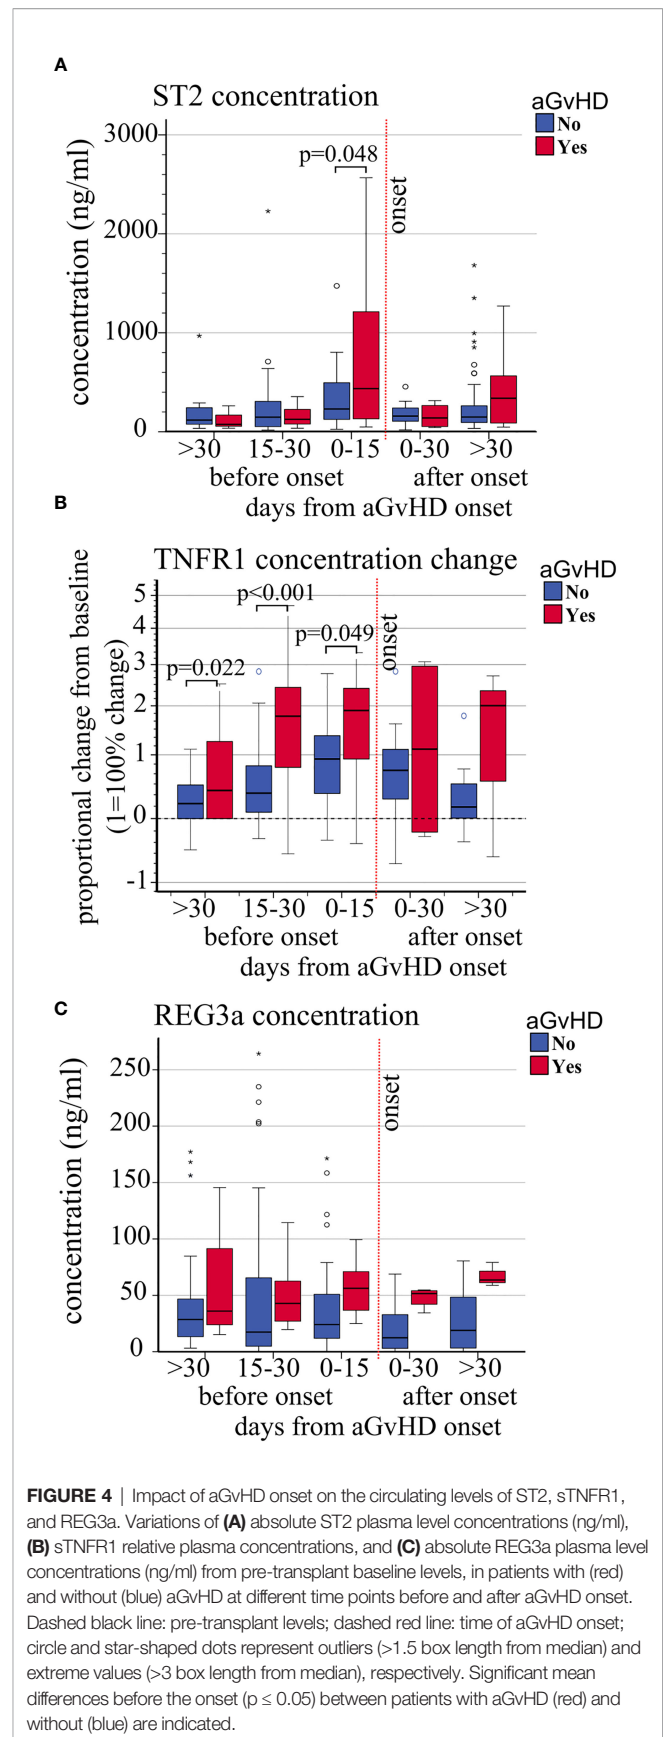 A
ST2 concentration
aGvHD
No
Yes
concentration (ng/ml)
3000
2000
1000
0
p=0.048
onset
>30 15-30 0-15 0-30 >30
before onset after onset
days from aGvHD onset
B
TNFR1 concentration change
aGvHD
No
Yes
proportional change from baseline
(1=100% change)
5
4
3
2
1
0
-1
p<0.001
p=0.049
p=0.022
onset
>30 15-30 0-15 0-30 >30
before onset after onset
days from aGvHD onset
C
REG3a concentration
aGvHD
No
Yes
concentration (ng/ml)
250
200
150
100
50
0
onset
>30 15-30 0-15 0-30 >30
before onset after onset
days from aGvHD onset
FIGURE 4 | Impact of aGvHD onset on the circulating levels of ST2, sTNFR1,
and REG3a. Variations of (A) absolute ST2 plasma level concentrations (ng/ml),
(B) sTNFR1 relative plasma concentrations, and (C) absolute REG3a plasma level
concentrations (ng/ml) from pre-transplant baseline levels, in patients with (red)
and without (blue) aGvHD at different time points before and after aGvHD onset.
Dashed black line: pre-transplant levels; dashed red line: time of aGvHD onset;
circle and star-shaped dots represent outliers (>1.5 box length from median) and
extreme values (>3 box length from median), respectively. Significant mean
differences before the onset (p ≤ 0.05) between patients with aGvHD (red) and
without (blue) are indicated.